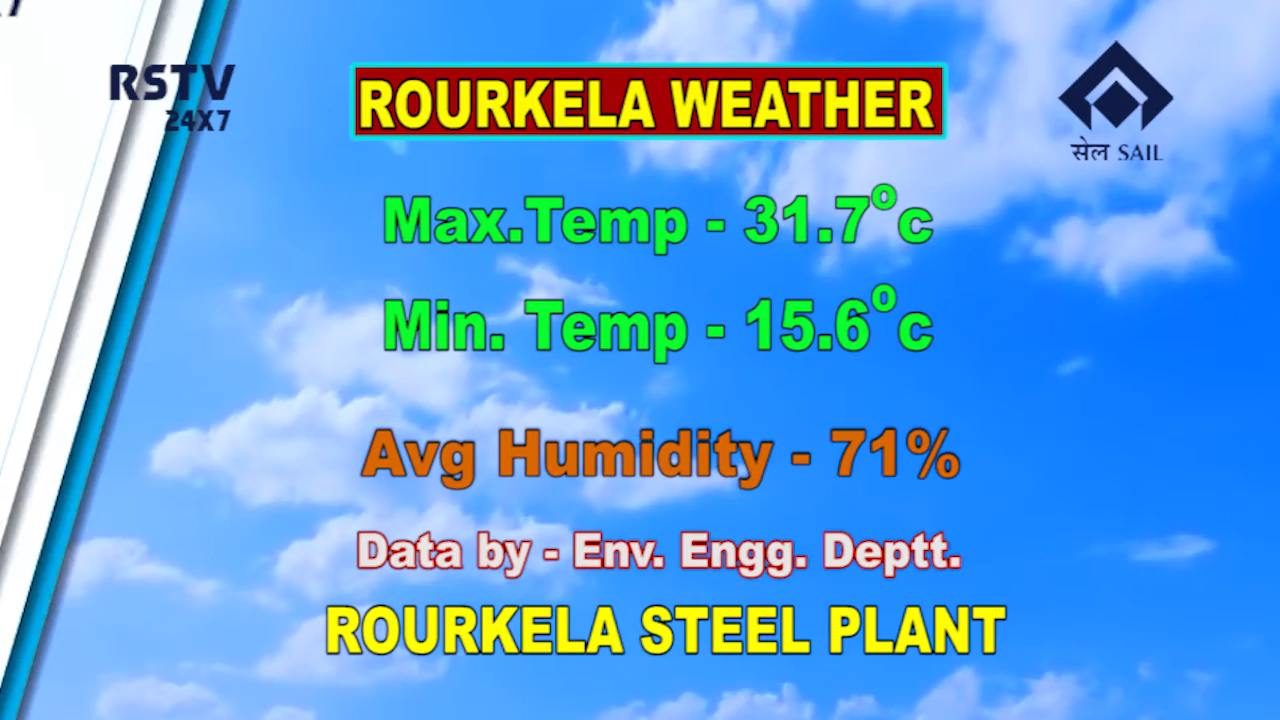 RSTV
24X7
ROURKELA WEATHER
सेल SAIL
Max.Temp - 31.7°c
Min. Temp - 15.6°c
Avg Humidity - 71%
Data by - Env. Engg. Deptt.
ROURKELA STEEL PLANT